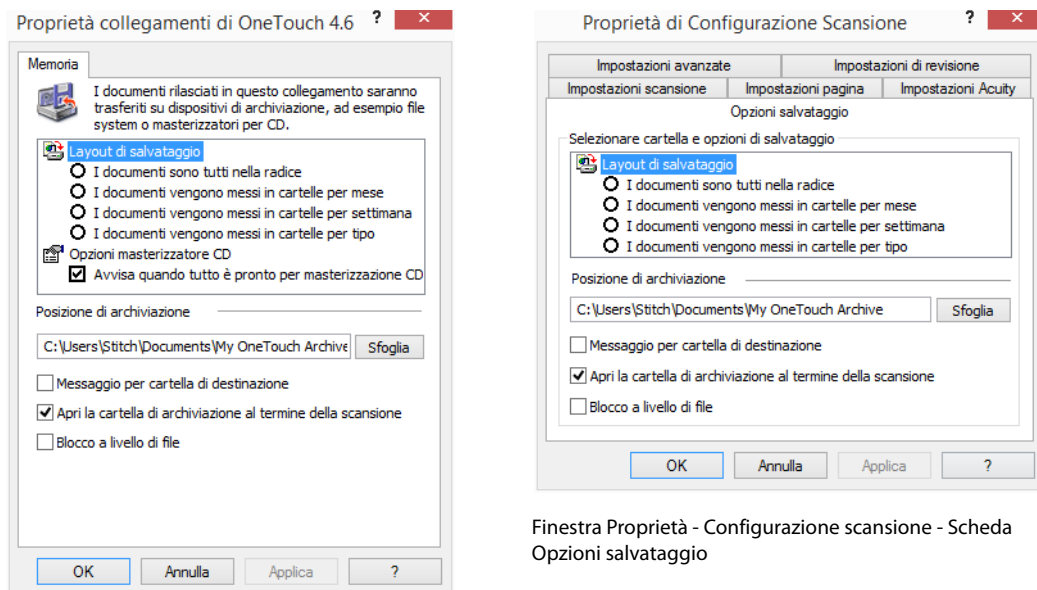 Proprietà collegamenti di OneTouch 4.6 ?
Memoria
I documenti rilasciati in questo collegamento saranno
trasferiti su dispositivi di archiviazione, ad esempio file
system o masterizzatori per CD.
Layout di salvataggio
I documenti sono tutti nella radice
I documenti vengono messi in cartelle per mese
I documenti vengono messi in cartelle per settimana
I documenti vengono messi in cartelle per tipo
Opzioni masterizzatore CD
Avvisa quando tutto è pronto per masterizzazione CD
Posizione di archiviazione
C:\Users\Stitch\Documents\My OneTouch Archive Sfoglia
Messaggio per cartella di destinazione
Apri la cartella di archiviazione al termine della scansione
Blocco a livello di file
OK Annulla Applica ?
Proprietà di Configurazione Scansione ?
Impostazioni avanzate Impostazioni di revisione
Impostazioni scansione Impostazioni pagina Impostazioni Acuity
Opzioni salvataggio
Selezionare cartella e opzioni di salvataggio
Layout di salvataggio
I documenti sono tutti nella radice
I documenti vengono messi in cartelle per mese
I documenti vengono messi in cartelle per settimana
I documenti vengono messi in cartelle per tipo
Posizione di archiviazione
C:\Users\Stitch\Documents\My OneTouch Archive Sfoglia
Messaggio per cartella di destinazione
Apri la cartella di archiviazione al termine della scansione
Blocco a livello di file
OK Annulla Applica ?
Finestra Proprietà - Configurazione scansione - Scheda
Opzioni salvataggio